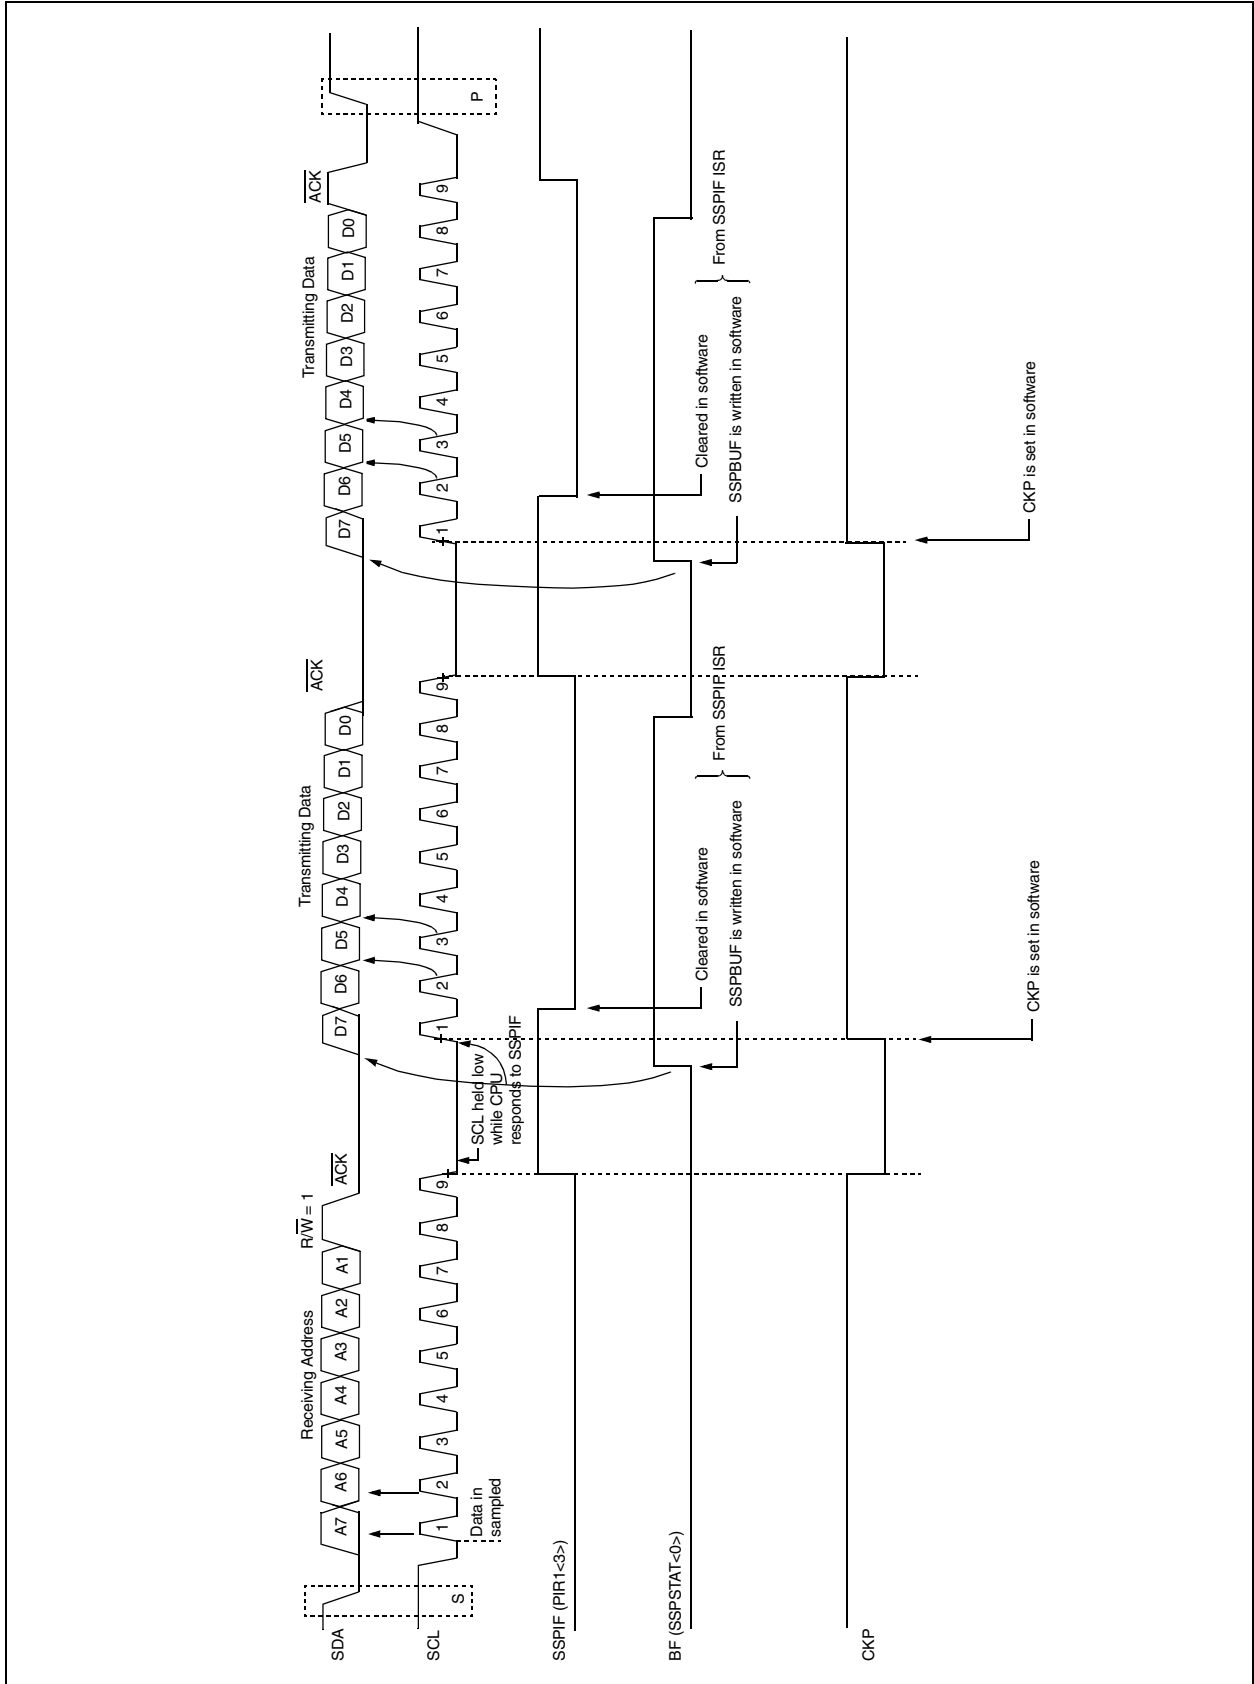 Receiving Address
R/W = 1
ACK
Transmitting Data
ACK
Transmitting Data
ACK
SDA
A7 A6 A5 A4 A3 A2 A1
D7 D6 D5 D4 D3 D2 D1 D0
D7 D6 D5 D4 D3 D2 D1 D0
SCL
1 2 3 4 5 6 7 8 9
1 2 3 4 5 6 7 8 9
1 2 3 4 5 6 7 8 9
S
P
Data in
sampled
SCL held low
while CPU
responds to SSPIF
SSPIF (PIR1<3>)
BF (SSPSTAT<0>)
Cleared in software
SSPBUF is written in software
From SSPIF ISR
Cleared in software
SSPBUF is written in software
From SSPIF ISR
CKP
CKP is set in software
CKP is set in software